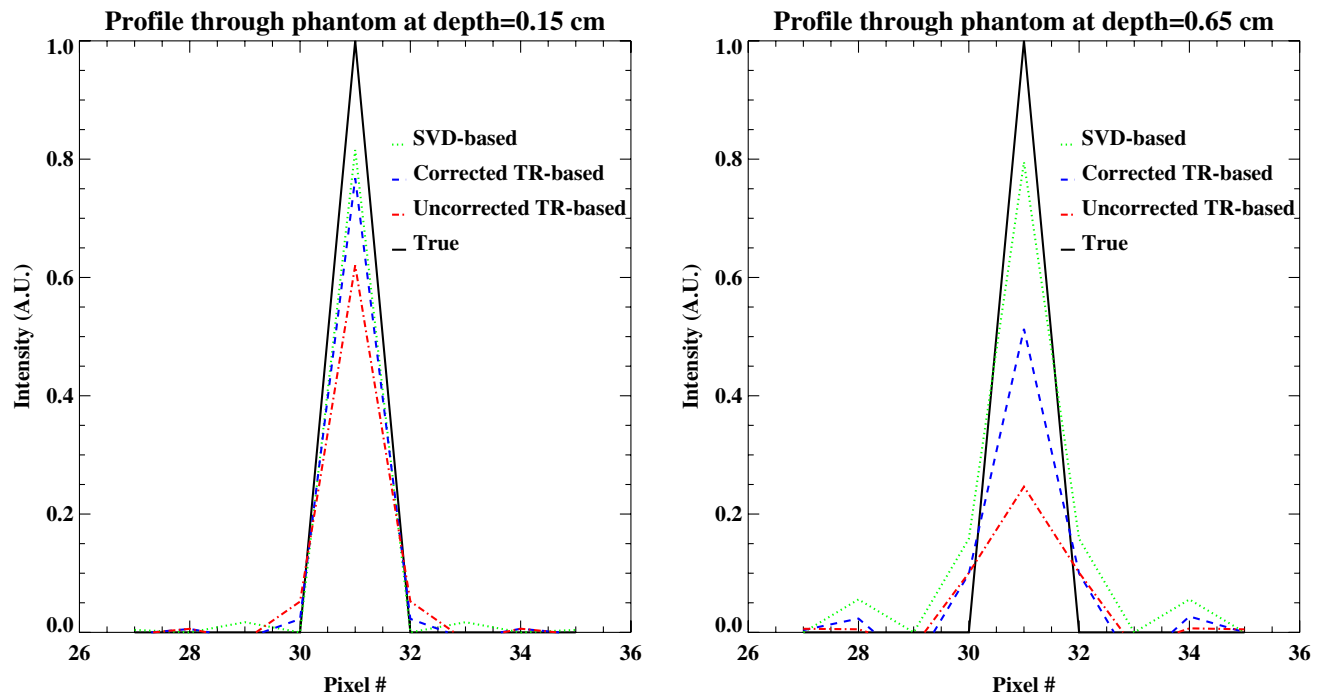 Profile through phantom at depth=0.15 cm
1.0
0.8
0.6
0.4
0.2
0.0
Intensity (A.U.)
SVD-based
Corrected TR-based
Uncorrected TR-based
True
26 28 30 32 34 36
Pixel #
Profile through phantom at depth=0.65 cm
1.0
0.8
0.6
0.4
0.2
0.0
Intensity (A.U.)
SVD-based
Corrected TR-based
Uncorrected TR-based
True
26 28 30 32 34 36
Pixel #